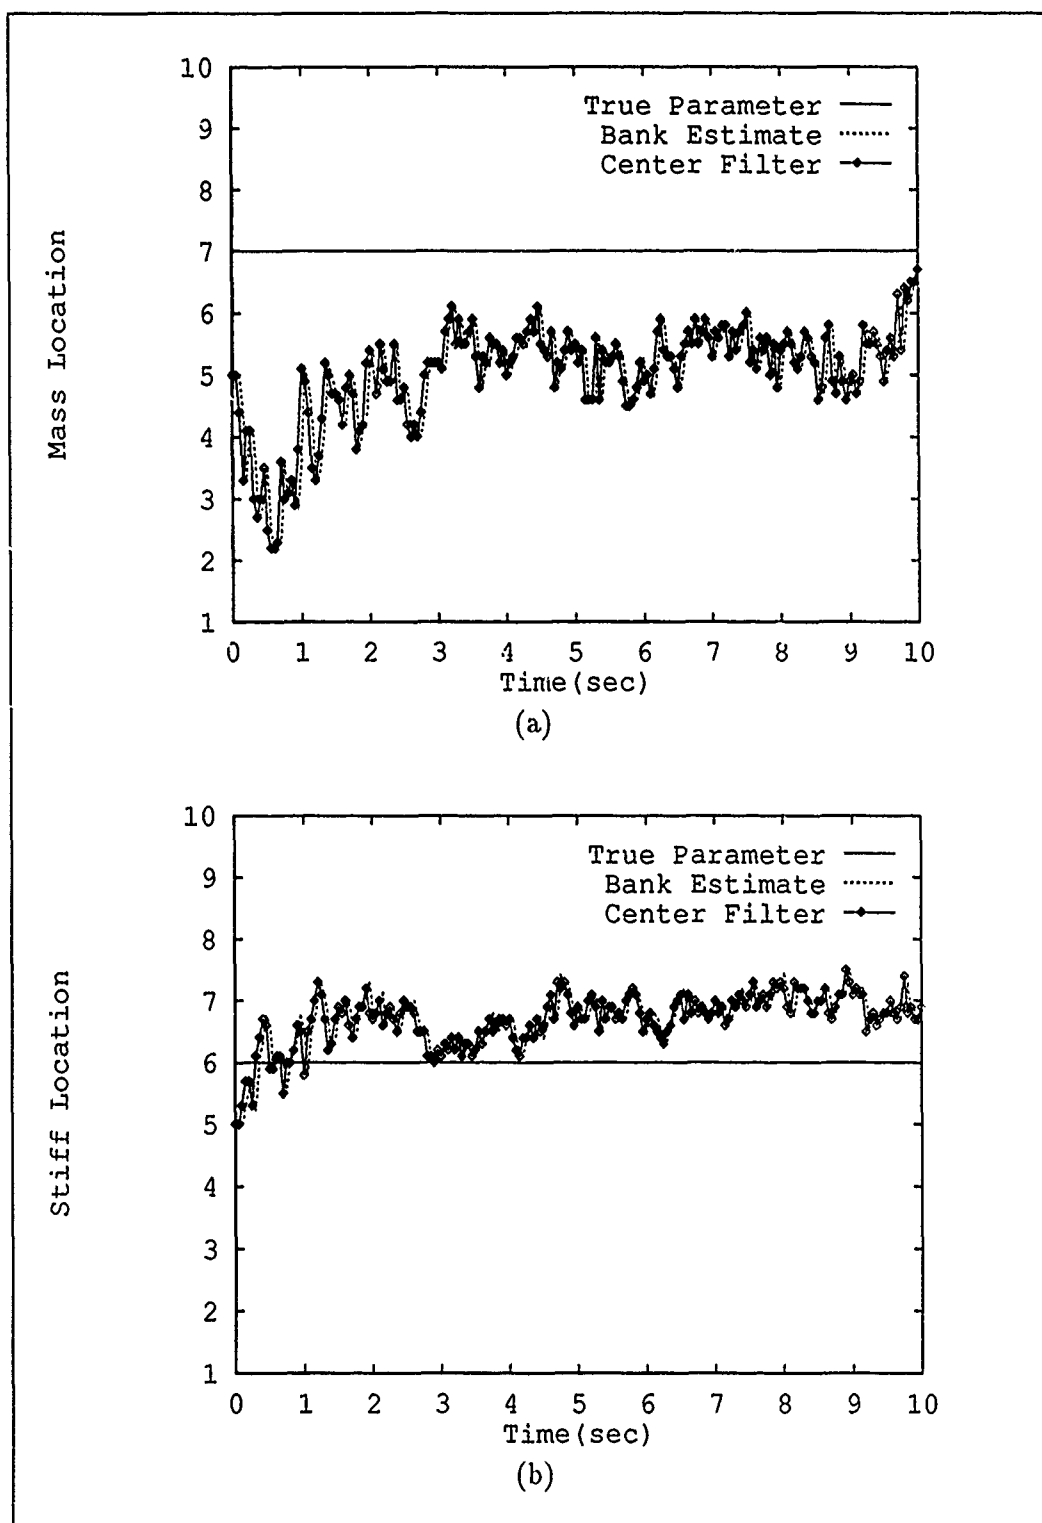 10
9
8
7
6
5
4
3
2
1
True Parameter
Bank Estimate
Center Filter
Mass Location
0 1 2 3 4 5 6 7 8 9 10
Time(sec)
(a)
10
9
8
7
6
5
4
3
2
1
True Parameter
Bank Estimate
Center Filter
Stiff Location
0 1 2 3 4 5 6 7 8 9 10
Time(sec)
(b)